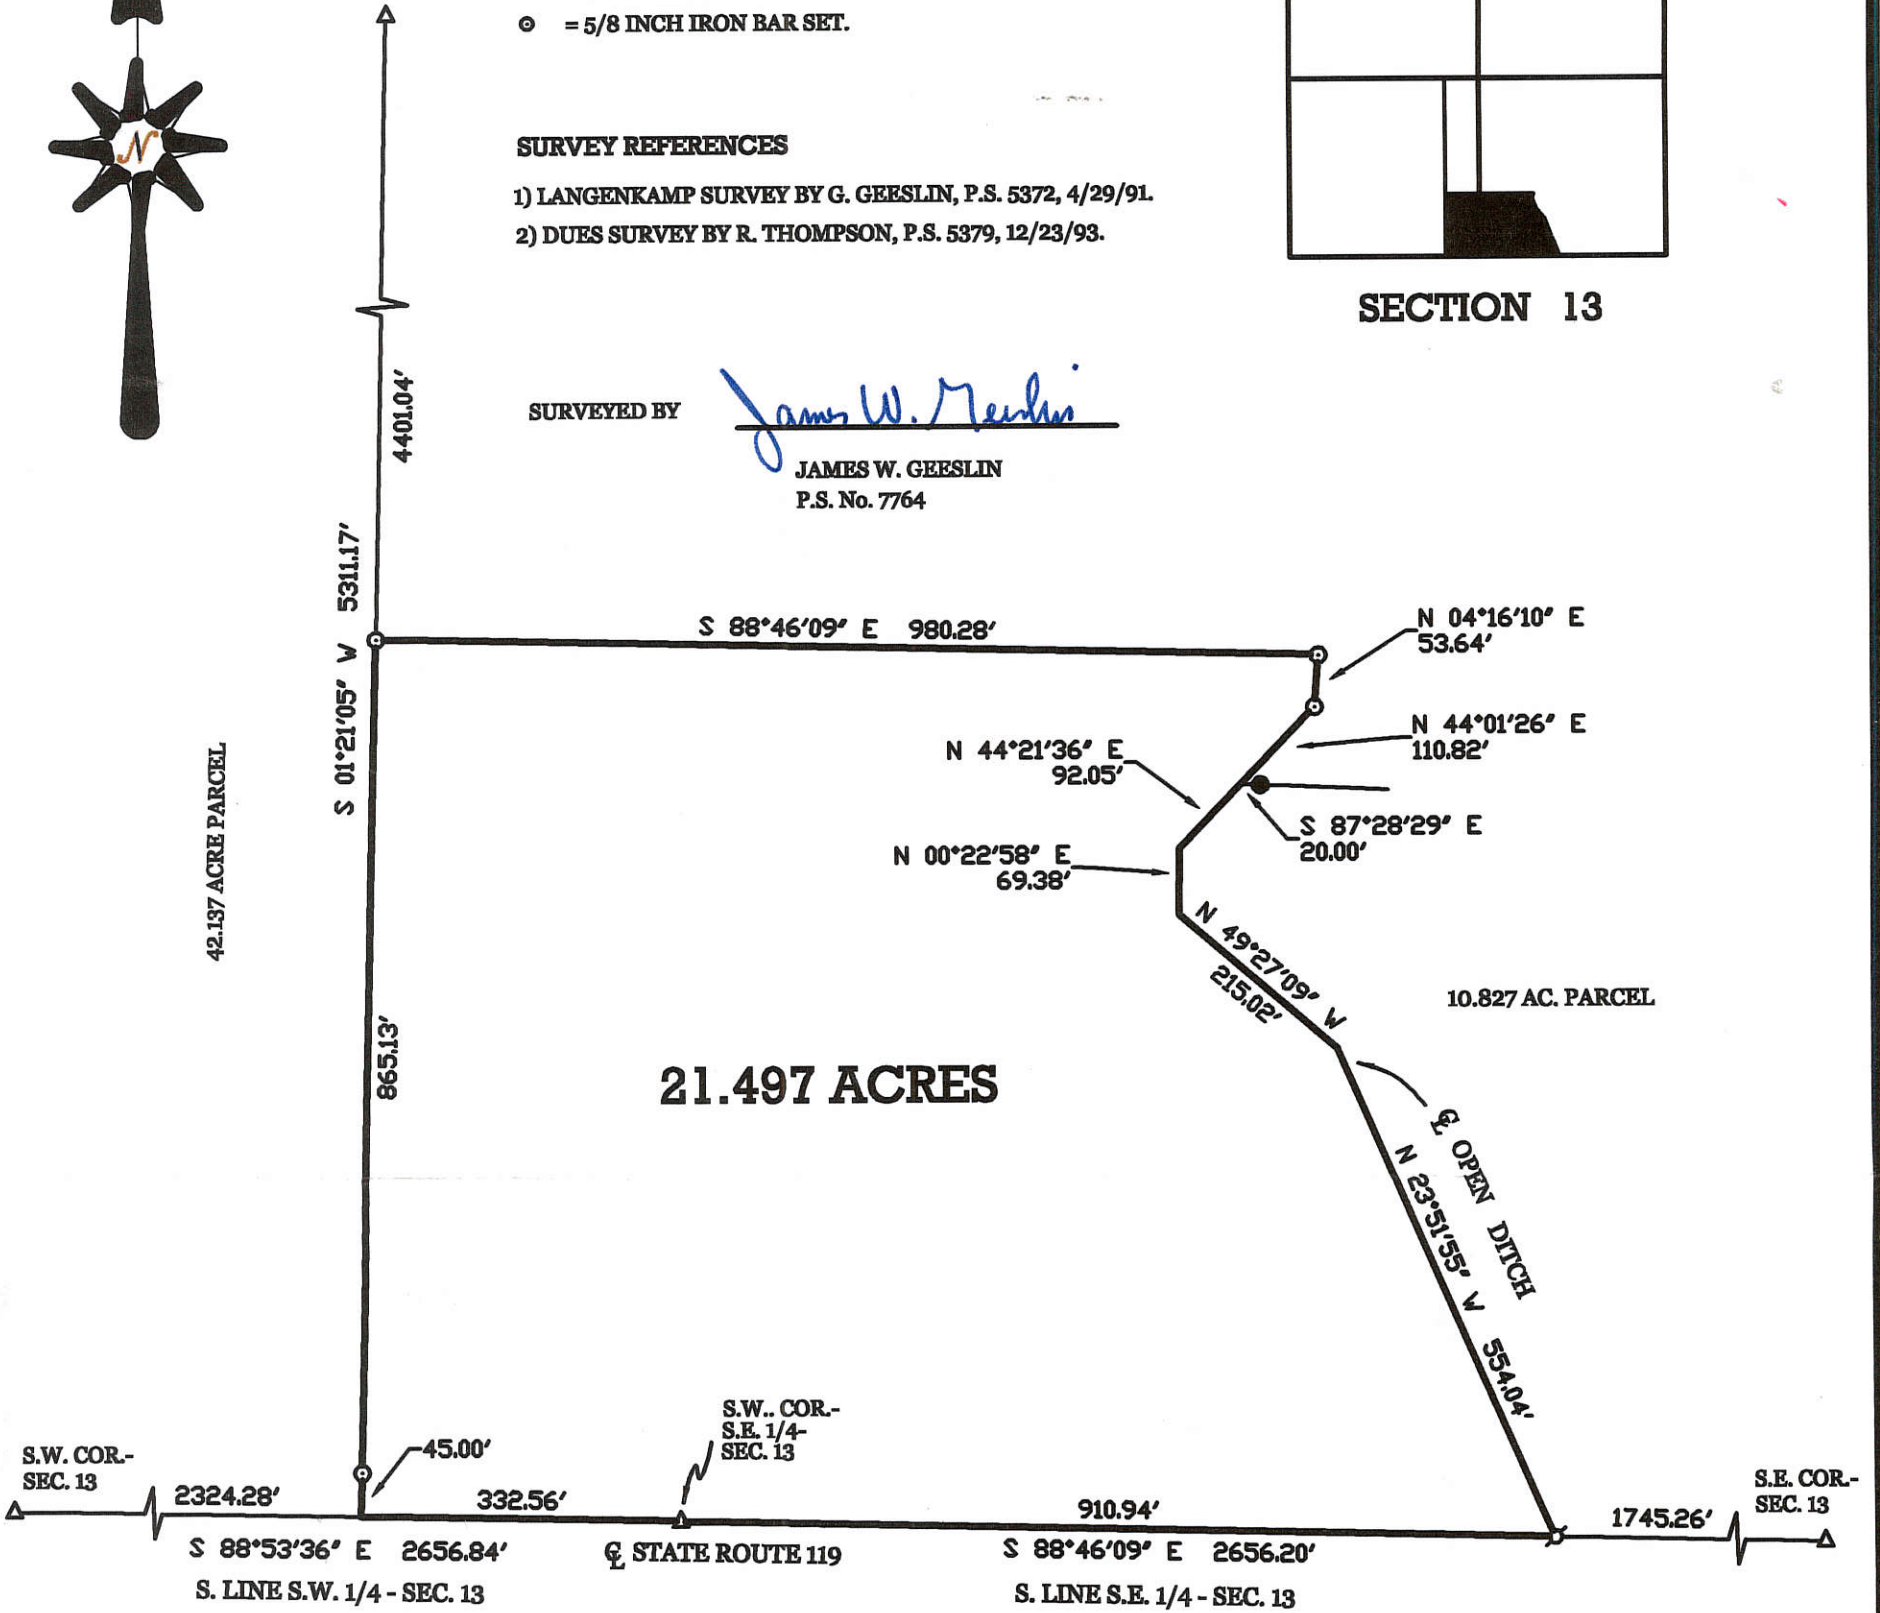 ⊙ = 5/8 INCH IRON BAR SET.
N
SURVEY REFERENCES
1) LANGENKAMP SURVEY BY G. GEESLIN, P.S. 5372, 4/29/91.
2) DUES SURVEY BY R. THOMPSON, P.S. 5379, 12/23/93.
SECTION 13
SURVEYED BY
James W. Geeslin
JAMES W. GEESLIN
P.S. No. 7764
4401.04'
S 01°21'05" W 5311.17'
S 88°46'09" E 980.28'
N 04°16'10" E
53.64'
N 44°01'26" E
110.82'
N 44°21'36" E
92.05'
S 87°28'29" E
20.00'
N 00°22'58" E
69.38'
42.137 ACRE PARCEL
N 49°27'09" W
215.02'
10.827 AC. PARCEL
865.13'
21.497 ACRES
℄ OPEN DITCH
N 23°51'55" W 554.04'
S.W.. COR.-
S.E. 1/4-
SEC. 13
45.00'
S.W. COR.-
SEC. 13
S.E. COR.-
SEC. 13
2324.28'
332.56'
910.94'
1745.26'
S 88°53'36" E 2656.84'
℄ STATE ROUTE 119
S 88°46'09" E 2656.20'
S. LINE S.W. 1/4 - SEC. 13
S. LINE S.E. 1/4 - SEC. 13